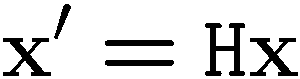 x′ = Hx